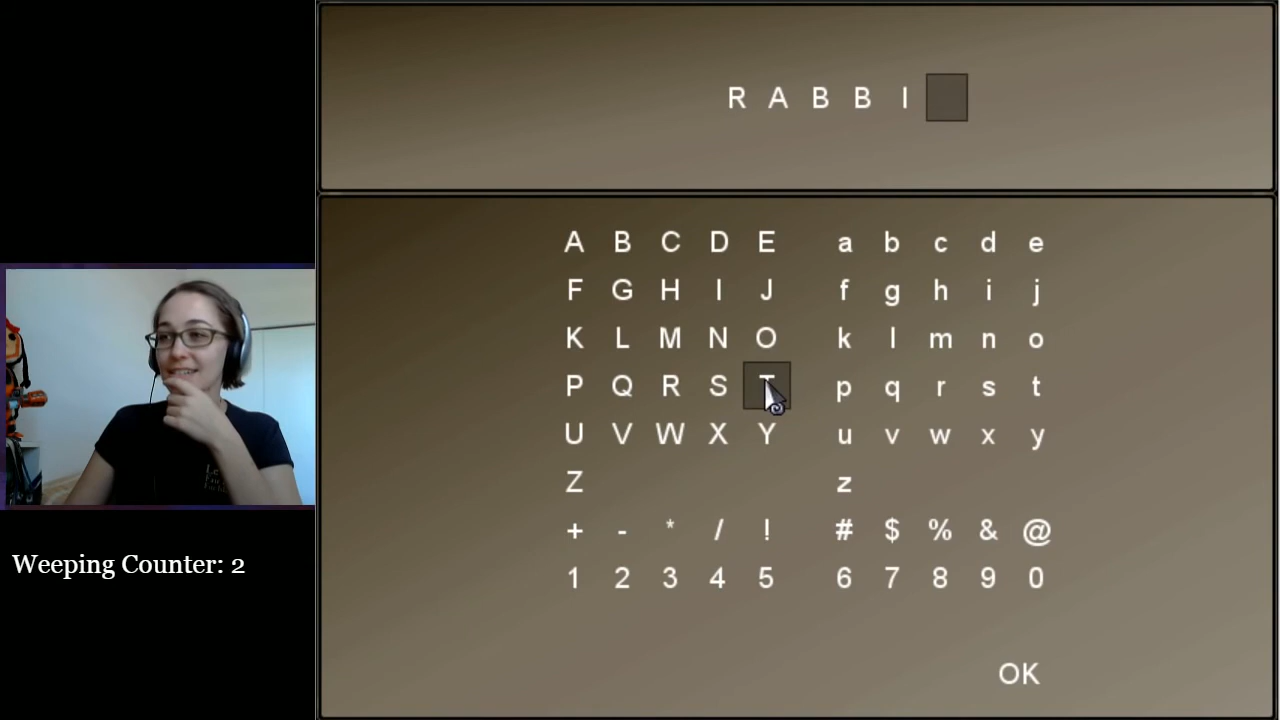 R A B B I
A B C D E a b c d e
F G H I J f g h i j
K L M N O k l m n o
P Q R S T p q r s t
U V W X Y u v w x y
Z z
+ - * / ! # $ % & @
1 2 3 4 5 6 7 8 9 0
OK
Weeping Counter: 2